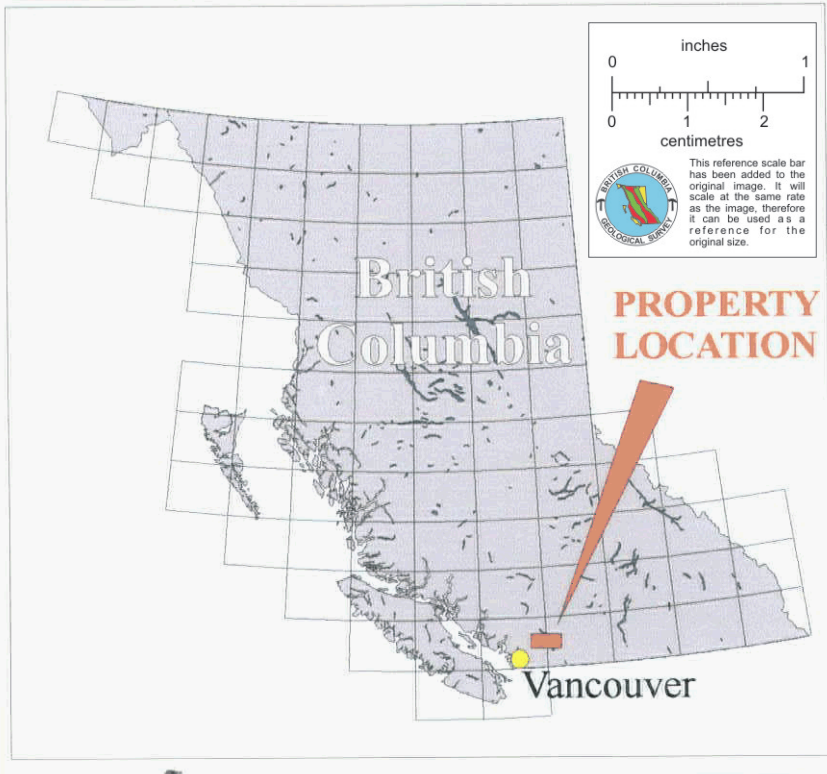 inches
0 1
0 1 2
centimetres
BRITISH COLUMBIA
GEOLOGICAL SURVEY
This reference scale bar
has been added to the
original image. It will
scale at the same rate
as the image, therefore
it can be used as a
reference for the
original size.
British
Columbia
PROPERTY
LOCATION
Vancouver